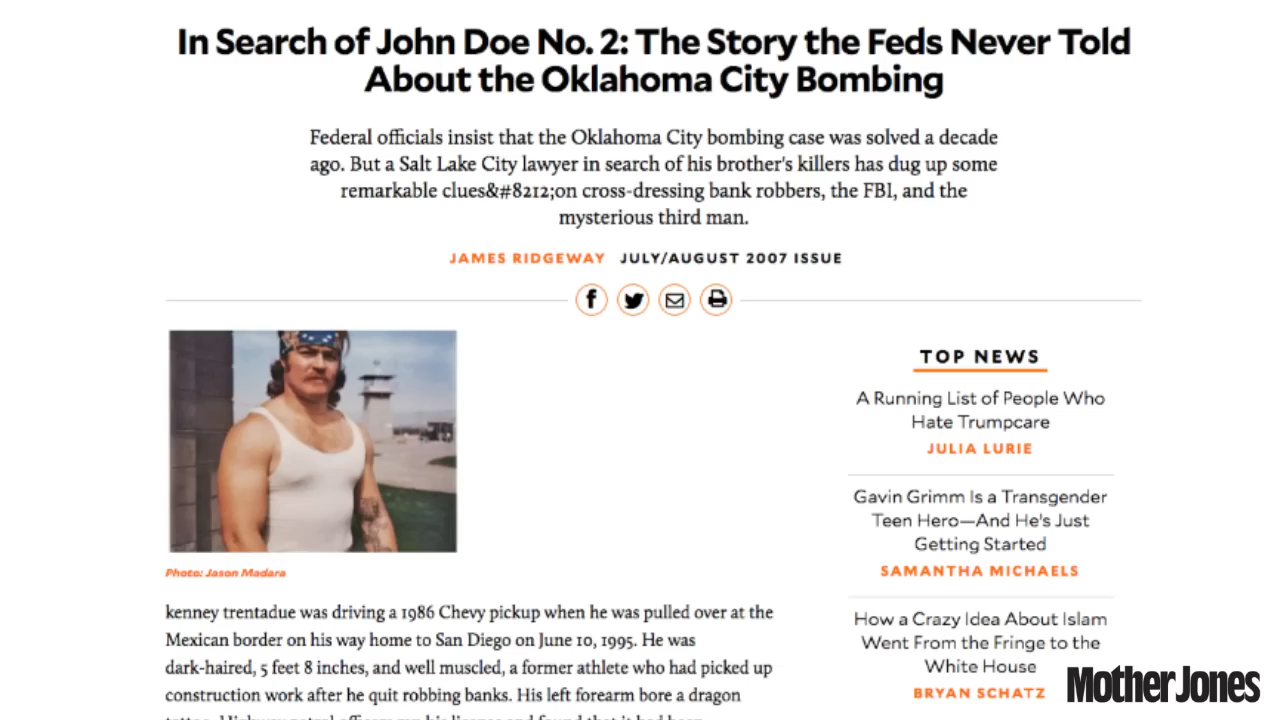 In Search of John Doe No. 2: The Story the Feds Never Told
About the Oklahoma City Bombing
Federal officials insist that the Oklahoma City bombing case was solved a decade
ago. But a Salt Lake City lawyer in search of his brother's killers has dug up some
remarkable clues&#8212;on cross-dressing bank robbers, the FBI, and the
mysterious third man.
JAMES RIDGEWAY JULY/AUGUST 2007 ISSUE
Photo: Jason Madara
kenney trentadue was driving a 1986 Chevy pickup when he was pulled over at the
Mexican border on his way home to San Diego on June 10, 1995. He was
dark-haired, 5 feet 8 inches, and well muscled, a former athlete who had picked up
construction work after he quit robbing banks. His left forearm bore a dragon
TOP NEWS
A Running List of People Who
Hate Trumpcare
JULIA LURIE
Gavin Grimm Is a Transgender
Teen Hero—And He's Just
Getting Started
SAMANTHA MICHAELS
How a Crazy Idea About Islam
Went From the Fringe to the
White House
BRYAN SCHATZ
Mother Jones